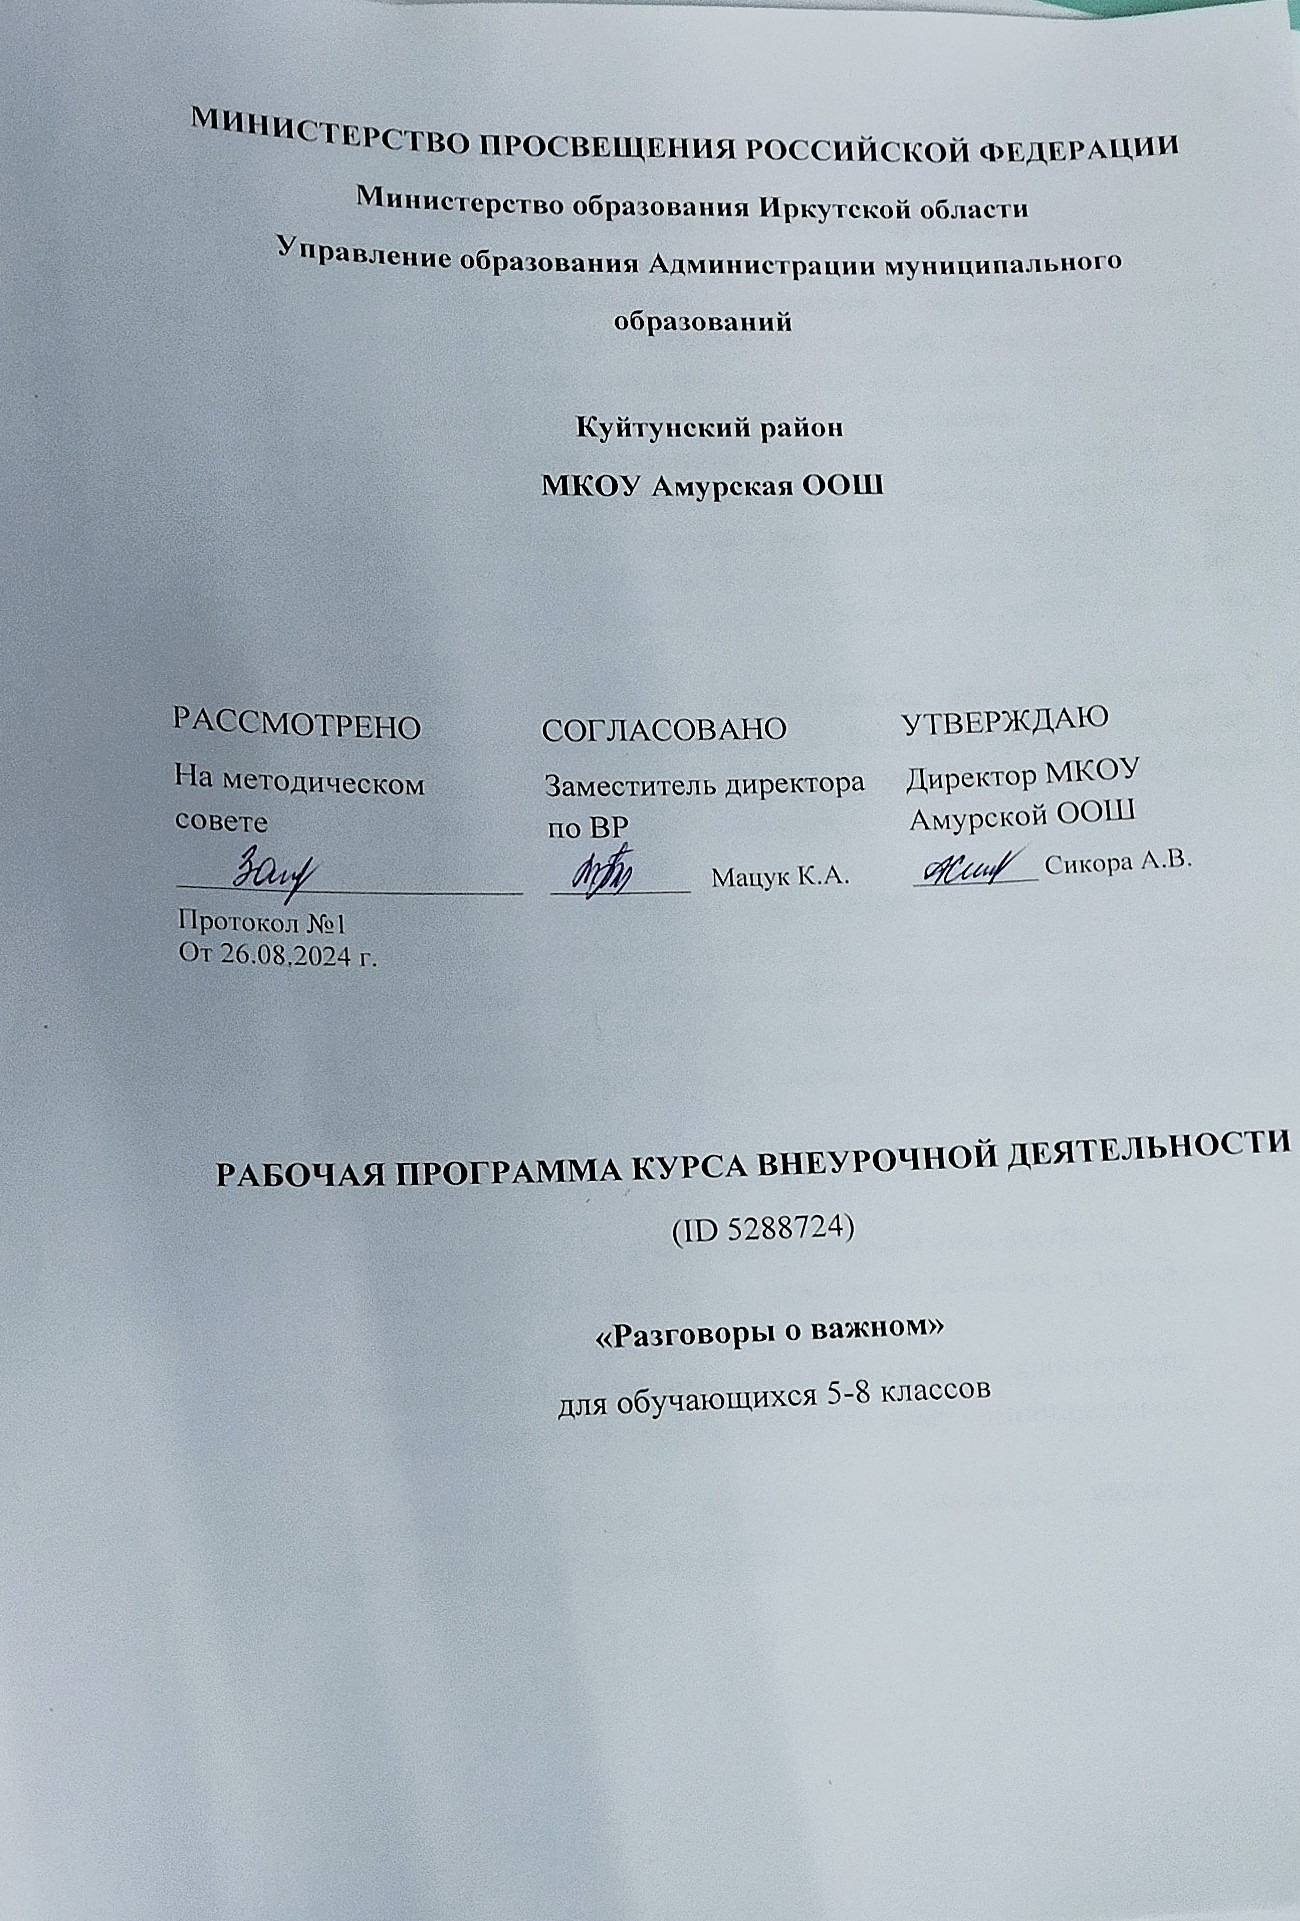 МИНИСТЕРСТВО ПРОСВЕЩЕНИЯ РОССИЙСКОЙ ФЕДЕРАЦИИ
Министерство образования Иркутской области
Управление образования Администрации муниципального
образований
Куйтунский район
МКОУ Амурская ООШ
РАССМОТРЕНО
На методическом
совете
Протокол №1
От 26.08.2024 г.
СОГЛАСОВАНО
Заместитель директора
по ВР
Мацук К.А.
УТВЕРЖДАЮ
Директор МКОУ
Амурской ООШ
Сикора А.В.
РАБОЧАЯ ПРОГРАММА КУРСА ВНЕУРОЧНОЙ ДЕЯТЕЛЬНОСТИ
(ID 5288724)
«Разговоры о важном»
для обучающихся 5-8 классов